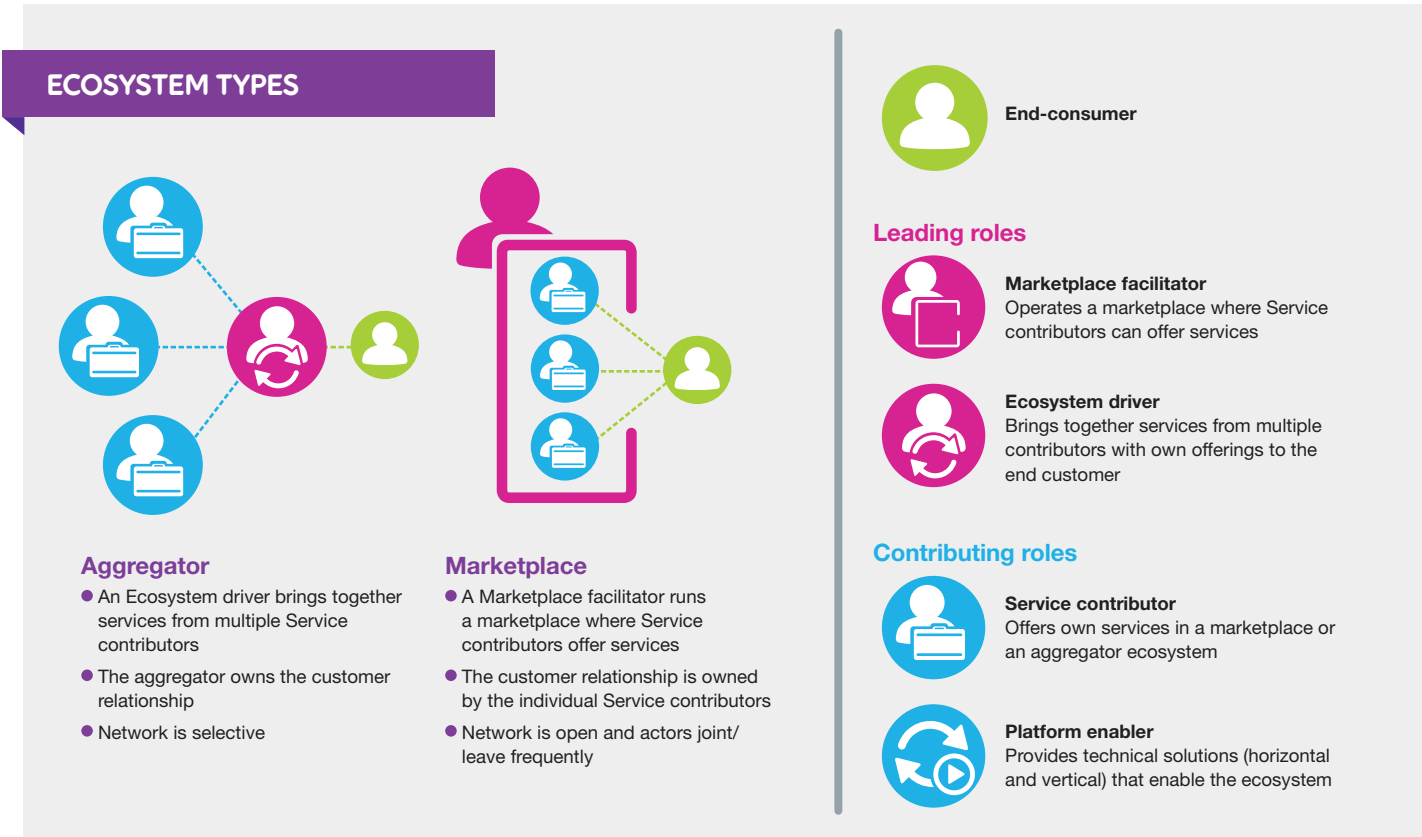 ECOSYSTEM TYPES
Aggregator
An Ecosystem driver brings together
services from multiple Service
contributors
The aggregator owns the customer
relationship
Network is selective
Marketplace
A Marketplace facilitator runs
a marketplace where Service
contributors offer services
The customer relationship is owned
by the individual Service contributors
Network is open and actors joint/
leave frequently
End-consumer
Leading roles
Marketplace facilitator
Operates a marketplace where Service
contributors can offer services
Ecosystem driver
Brings together services from multiple
contributors with own offerings to the
end customer
Contributing roles
Service contributor
Offers own services in a marketplace or
an aggregator ecosystem
Platform enabler
Provides technical solutions (horizontal
and vertical) that enable the ecosystem